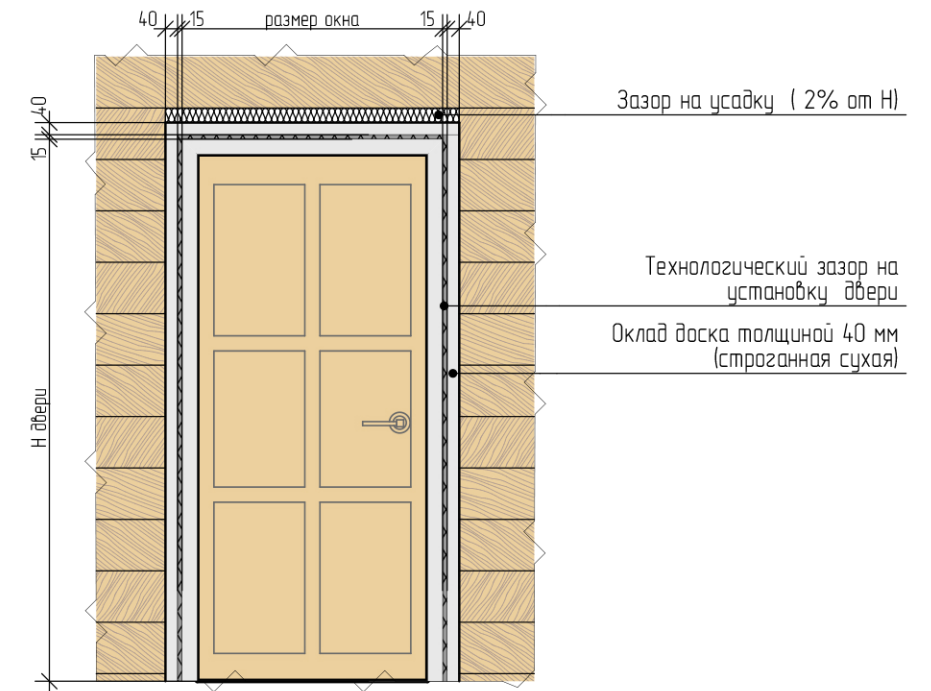 40 15 размер окна 15 40
Зазор на усадку ( 2% от Н)
40
15
Технологический зазор на
установку двери
Оклад доска толщиной 40 мм
(строганная сухая)
Н двери